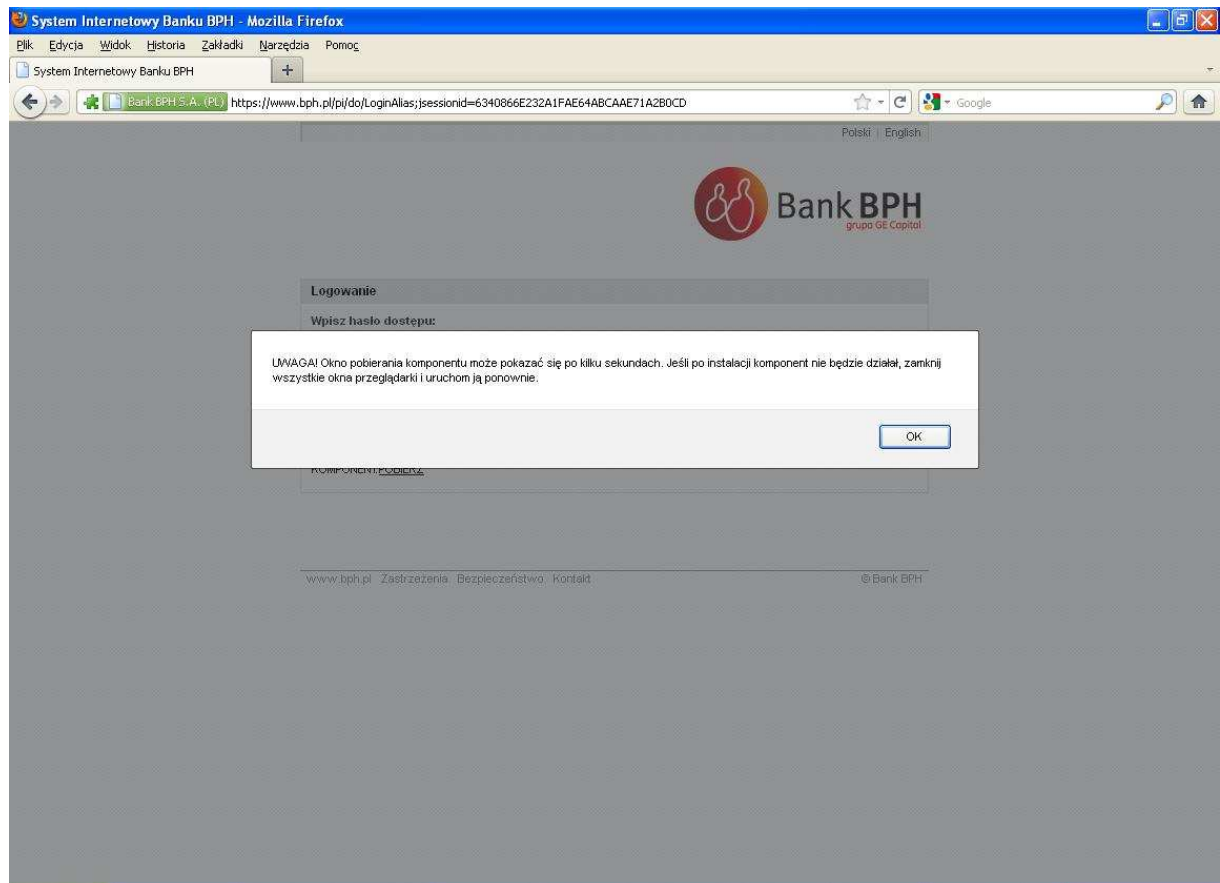 System Internetowy Banku BPH - Mozilla Firefox
Plik Edycja Widok Historia Zakładki Narzędzia Pomoc
System Internetowy Banku BPH
Bank BPH S.A. (PL) https://www.bph.pl/pi/do/LoginAlias;jsessionid=6340866E232A1FAE64ABCAAE71A2B0CD Google
Polski | English
Bank BPH
grupa GE Capital
Logowanie
Wpisz hasło dostępu:
UWAGA! Okno pobierania komponentu może pokazać się po kilku sekundach. Jeśli po instalacji komponent nie będzie działał, zamknij
wszystkie okna przeglądarki i uruchom ją ponownie.
OK
KOMPONENT.POBIERZ
www.bph.pl Zastrzeżenia Bezpieczeństwo Kontakt © Bank BPH